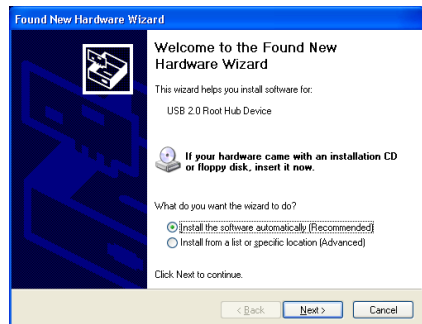 Found New Hardware Wizard
Welcome to the Found New
Hardware Wizard
This wizard helps you install software for:
USB 2.0 Root Hub Device
If your hardware came with an installation CD
or floppy disk, insert it now.
What do you want the wizard to do?
Install the software automatically (Recommended)
Install from a list or specific location (Advanced)
Click Next to continue.
< Back Next > Cancel